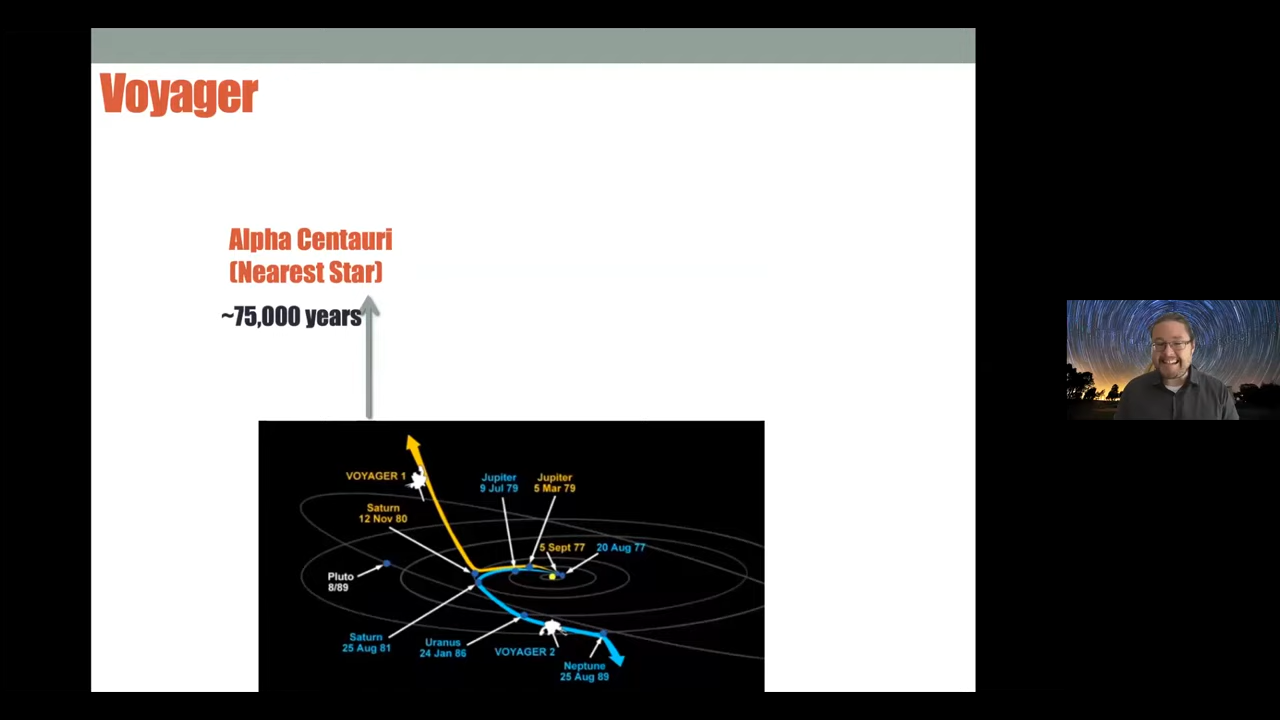 Voyager
Alpha Centauri
(Nearest Star)
~75,000 years
VOYAGER 1
Jupiter
9 Jul 79
Jupiter
5 Mar 79
Saturn
12 Nov 80
5 Sept 77
20 Aug 77
Pluto
8/89
Saturn
25 Aug 81
Uranus
24 Jan 86
VOYAGER 2
Neptune
25 Aug 89